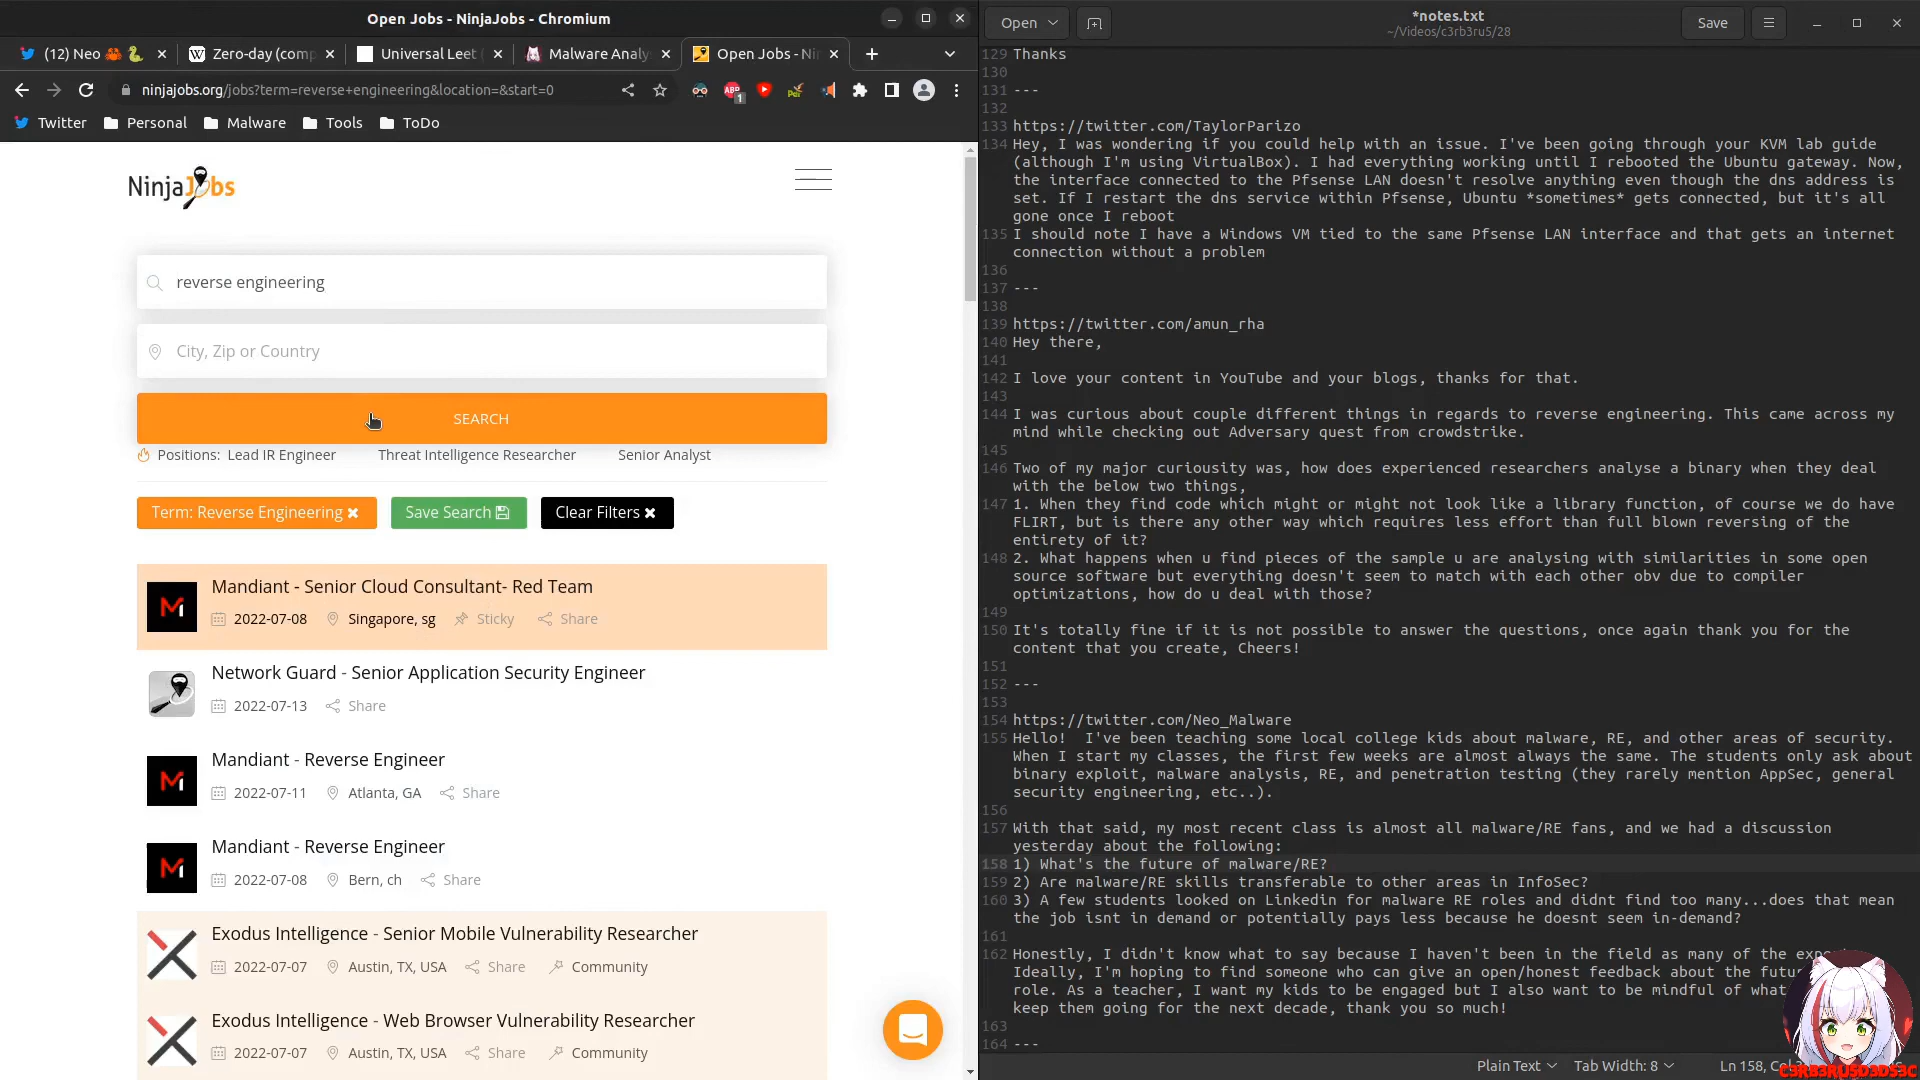 Open Jobs - NinjaJobs - Chromium
(12) Neo 🦀 🐍
Zero-day (comp
Universal Leet (
Malware Analy
Open Jobs - Nin
ninjajobs.org/jobs?term=reverse+engineering&location=&start=0
ABP
1
Twitter
Personal
Malware
Tools
ToDo
NinjaJobs
reverse engineering
City, Zip or Country
SEARCH
Positions: Lead IR Engineer Threat Intelligence Researcher Senior Analyst
Term: Reverse Engineering ✖
Save Search
Clear Filters ✖
Mandiant - Senior Cloud Consultant- Red Team
2022-07-08 Singapore, sg Sticky Share
Network Guard - Senior Application Security Engineer
2022-07-13 Share
Mandiant - Reverse Engineer
2022-07-11 Atlanta, GA Share
Mandiant - Reverse Engineer
2022-07-08 Bern, ch Share
Exodus Intelligence - Senior Mobile Vulnerability Researcher
2022-07-07 Austin, TX, USA Share Community
Exodus Intelligence - Web Browser Vulnerability Researcher
2022-07-07 Austin, TX, USA Share Community
Open
*notes.txt
~/Videos/c3rb3ru5/28
Save
129 Thanks
130
131 ---
132
133 https://twitter.com/TaylorParizo
134 Hey, I was wondering if you could help with an issue. I've been going through your KVM lab guide
(although I'm using VirtualBox). I had everything working until I rebooted the Ubuntu gateway. Now,
the interface connected to the Pfsense LAN doesn't resolve anything even though the dns address is
set. If I restart the dns service within Pfsense, Ubuntu *sometimes* gets connected, but it's all
gone once I reboot
135 I should note I have a Windows VM tied to the same Pfsense LAN interface and that gets an internet
connection without a problem
136
137 ---
138
139 https://twitter.com/amun_rha
140 Hey there,
141
142 I love your content in YouTube and your blogs, thanks for that.
143
144 I was curious about couple different things in regards to reverse engineering. This came across my
mind while checking out Adversary quest from crowdstrike.
145
146 Two of my major curiousity was, how does experienced researchers analyse a binary when they deal
with the below two things,
147 1. When they find code which might or might not look like a library function, of course we do have
FLIRT, but is there any other way which requires less effort than full blown reversing of the
entirety of it?
148 2. What happens when u find pieces of the sample u are analysing with similarities in some open
source software but everything doesn't seem to match with each other obv due to compiler
optimizations, how do u deal with those?
149
150 It's totally fine if it is not possible to answer the questions, once again thank you for the
content that you create, Cheers!
151
152 ---
153
154 https://twitter.com/Neo_Malware
155 Hello!  I've been teaching some local college kids about malware, RE, and other areas of security.
When I start my classes, the first few weeks are almost always the same. The students only ask about
binary exploit, malware analysis, RE, and penetration testing (they rarely mention AppSec, general
security engineering, etc..).
156
157 With that said, my most recent class is almost all malware/RE fans, and we had a discussion
yesterday about the following:
158 1) What's the future of malware/RE?
159 2) Are malware/RE skills transferable to other areas in InfoSec?
160 3) A few students looked on Linkedin for malware RE roles and didnt find too many...does that mean
the job isnt in demand or potentially pays less because he doesnt seem in-demand?
161
162 Honestly, I didn't know what to say because I haven't been in the field as many of the exp
Ideally, I'm hoping to find someone who can give an open/honest feedback about the futu
role. As a teacher, I want my kids to be engaged but I also want to be mindful of what
keep them going for the next decade, thank you so much!
163
164 ---
Plain Text
Tab Width: 8
Ln 158, Co
C3RB3RU5D3D53C